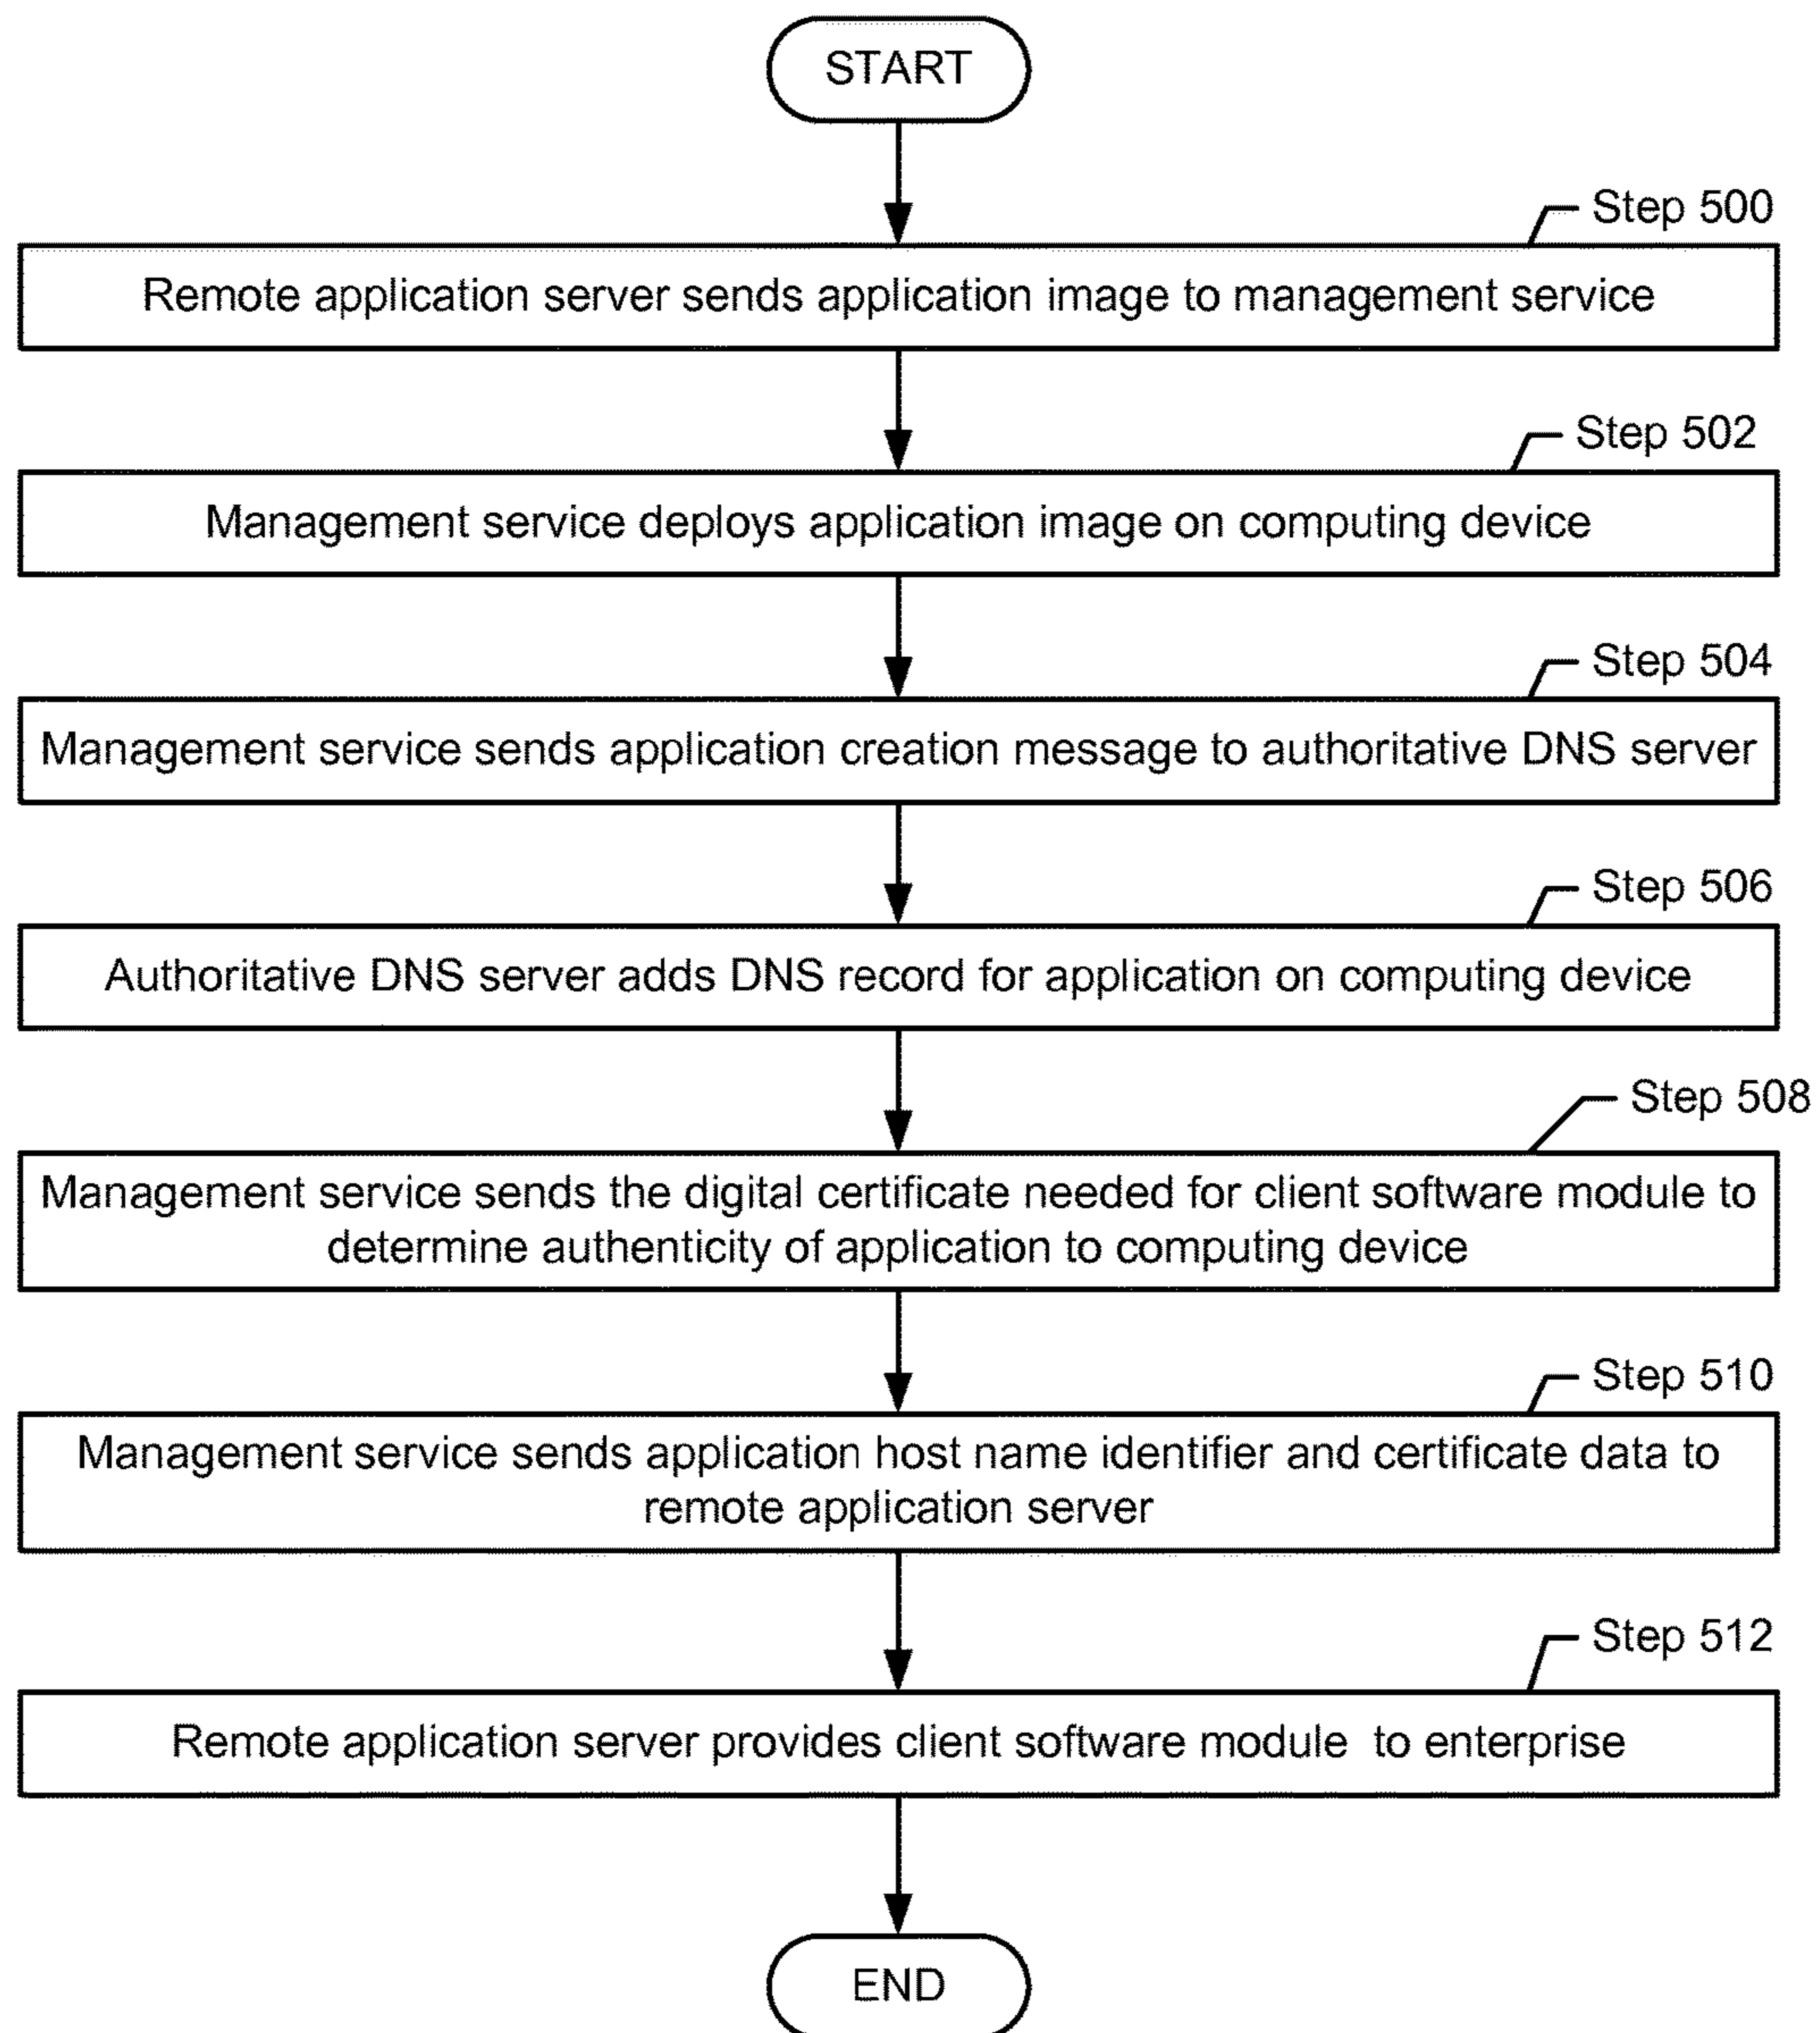 START
Step 500
Remote application server sends application image to management service
Step 502
Management service deploys application image on computing device
Step 504
Management service sends application creation message to authoritative DNS server
Step 506
Authoritative DNS server adds DNS record for application on computing device
Step 508
Management service sends the digital certificate needed for client software module to
determine authenticity of application to computing device
Step 510
Management service sends application host name identifier and certificate data to
remote application server
Step 512
Remote application server provides client software module to enterprise
END